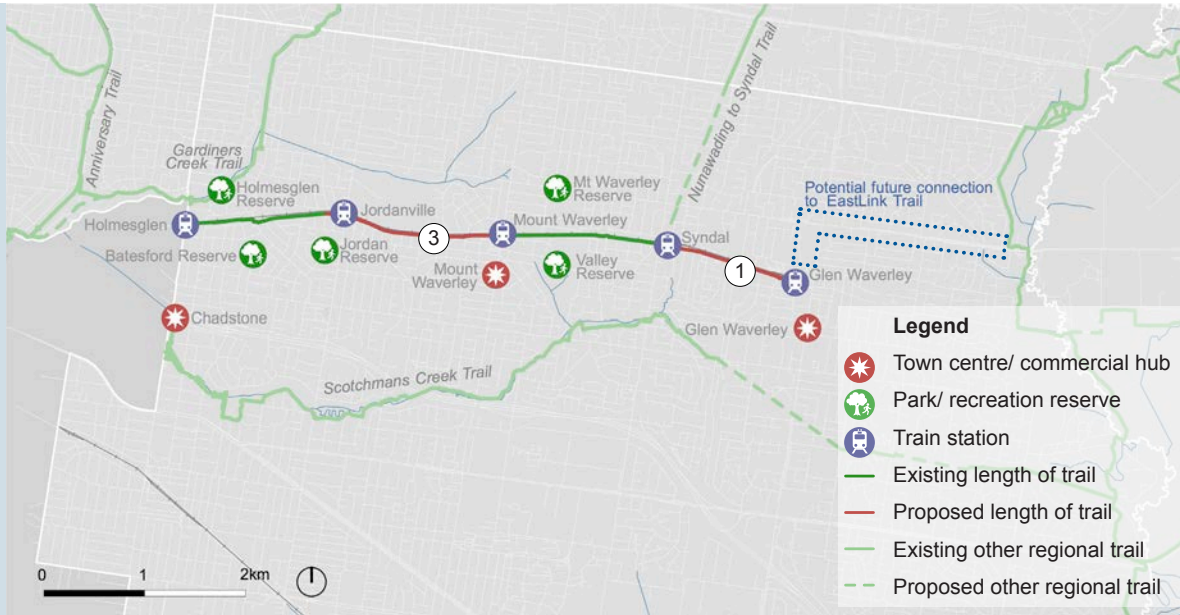 Anniversary Trail
Nunawading to Syndal Trail
Gardiners
Creek Trail
Holmesglen
Reserve
Mt Waverley
Reserve
Potential future connection
to EastLink Trail
Holmesglen
Jordanville
Mount Waverley
Syndal
Batesford Reserve
Jordan
Reserve
3
Mount
Waverley
Valley
Reserve
1
Glen Waverley
Chadstone
Glen Waverley
Scotchmans Creek Trail
Legend
Town centre/ commercial hub
Park/ recreation reserve
Train station
Existing length of trail
Proposed length of trail
Existing other regional trail
Proposed other regional trail
0 1 2km